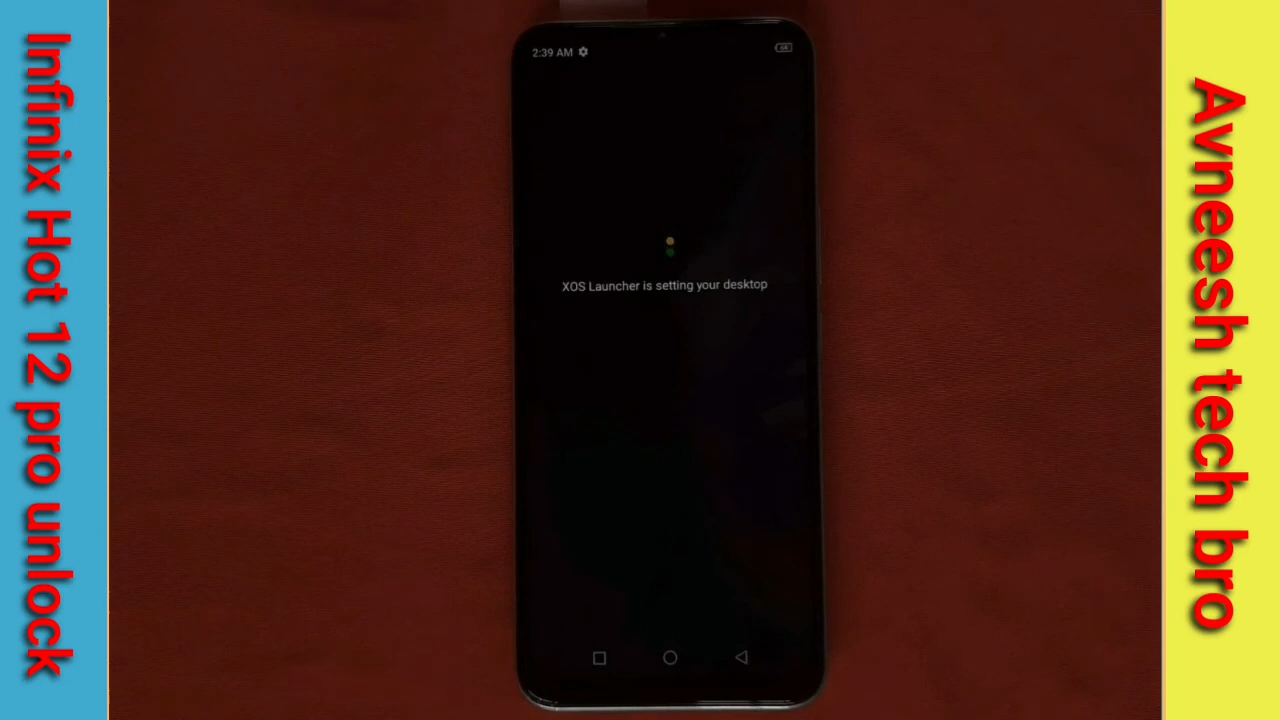 Infinix Hot 12 pro unlock
2:39 AM
XOS Launcher is setting your desktop
Avneesh tech bro